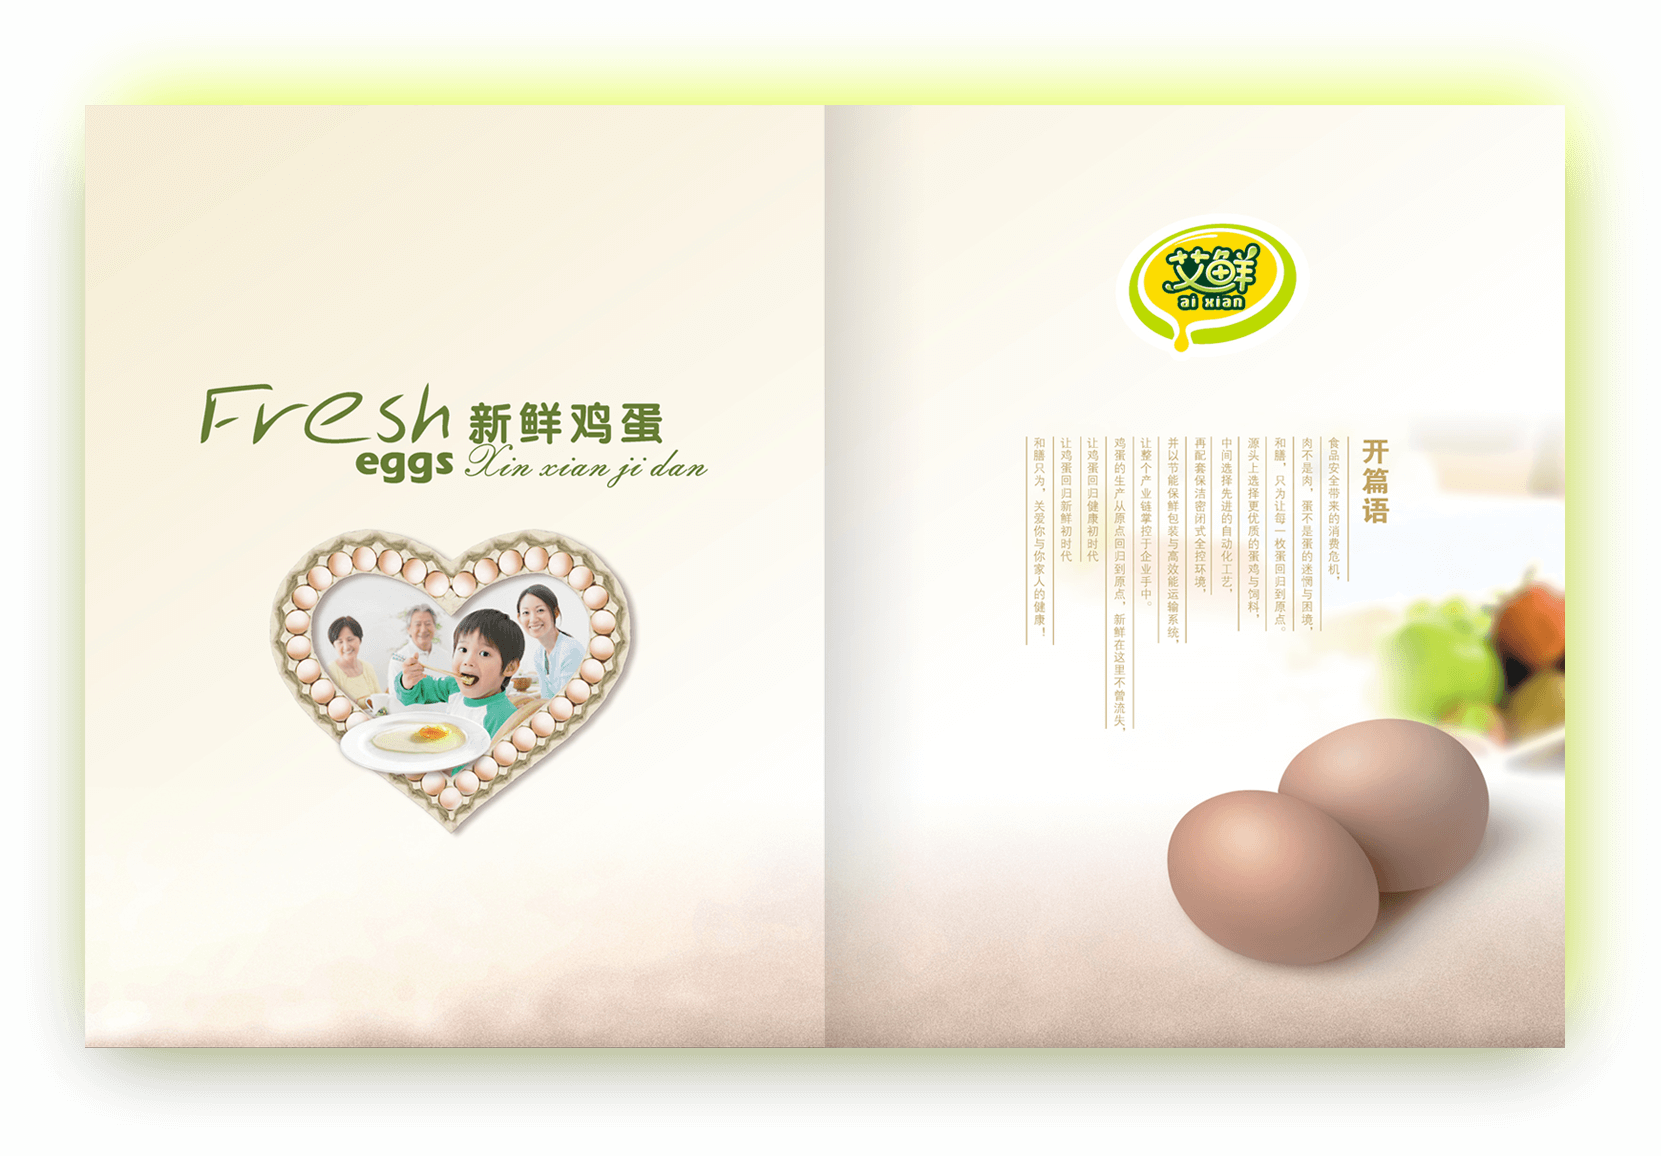 Fresh 新鲜鸡蛋
eggs Xin xian ji dan
艾鲜
ai xian
开篇语
食品安全带来的消费危机，
肉不是肉，蛋不是蛋的迷惘与困境，
和膳，只为让每一枚蛋回归到原点。
源头上选择更优质的蛋鸡与饲料，
中间选择先进的自动化工艺，
再配套保洁密闭式全控环境，
并以节能保鲜包装与高效能运输系统，
让整个产业链掌控于企业手中。
鸡蛋的生产从原点回归到原点，新鲜在这里不曾流失，
让鸡蛋回归健康初时代
让鸡蛋回归新鲜初时代
和膳只为，关爱你与你家人的健康！